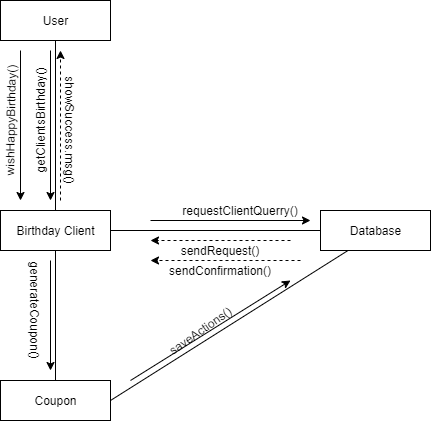 User
wishHappyBirthday()
getClientsBirthday()
showSuccess.msg()
requestClientQuerry()
Birthday Client
Database
sendRequest()
sendConfirmation()
generateCoupon()
saveActions()
Coupon